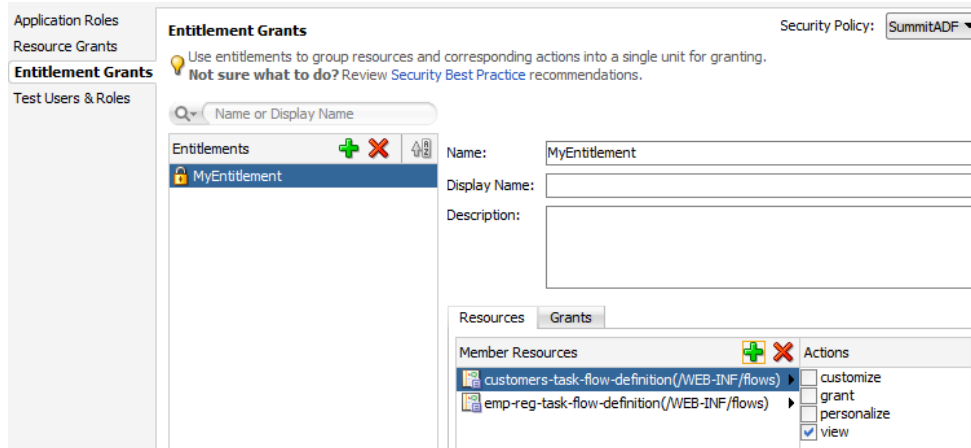 Application Roles
Resource Grants
Entitlement Grants
Test Users & Roles
Entitlement Grants
Security Policy: SummitADF
Use entitlements to group resources and corresponding actions into a single unit for granting.
Not sure what to do? Review Security Best Practice recommendations.
Name or Display Name
Entitlements
MyEntitlement
Name: MyEntitlement
Display Name:
Description:
Resources Grants
Member Resources
customers-task-flow-definition(/WEB-INF/flows)
emp-reg-task-flow-definition(/WEB-INF/flows)
Actions
customize
grant
personalize
view